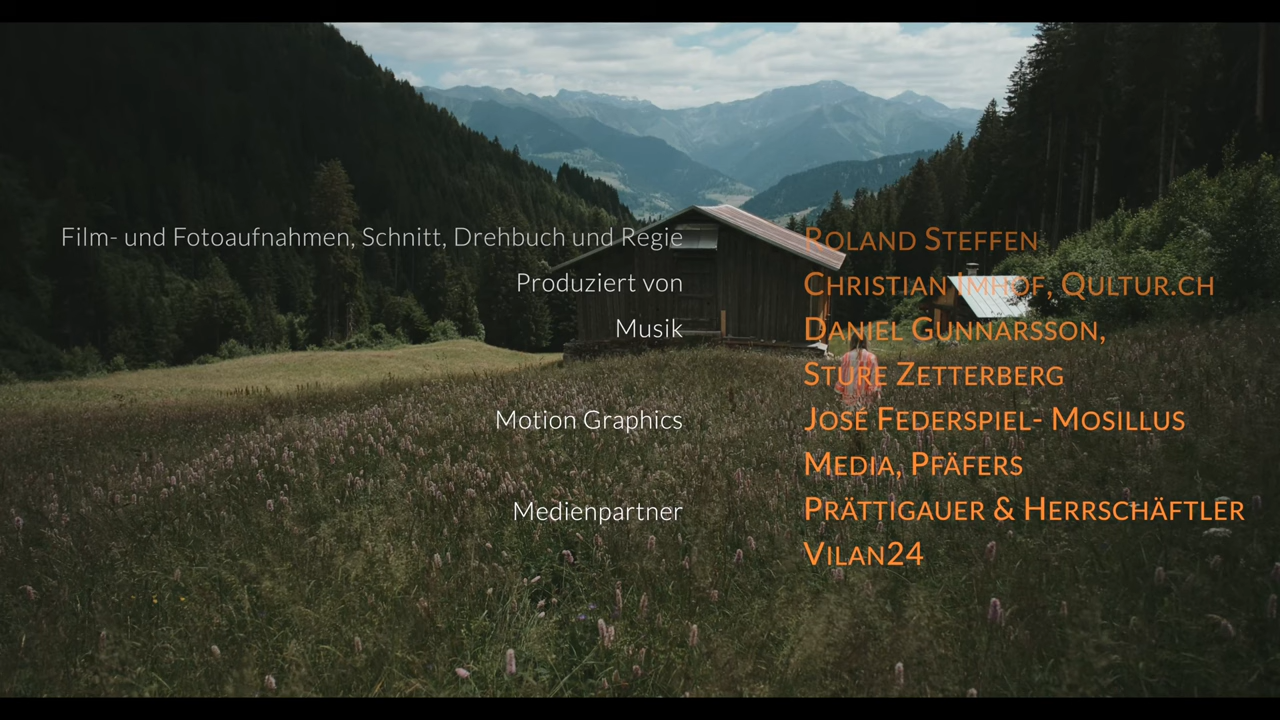 Film- und Fotoaufnahmen, Schnitt, Drehbuch und Regie Roland Steffen
Produziert von Christian Imhof, Qultur.ch
Musik Daniel Gunnarsson,
Sture Zetterberg
Motion Graphics José Federspiel- Mosillus
Media, Pfäfers
Medienpartner Prättigauer & Herrschäftler
Vilan24